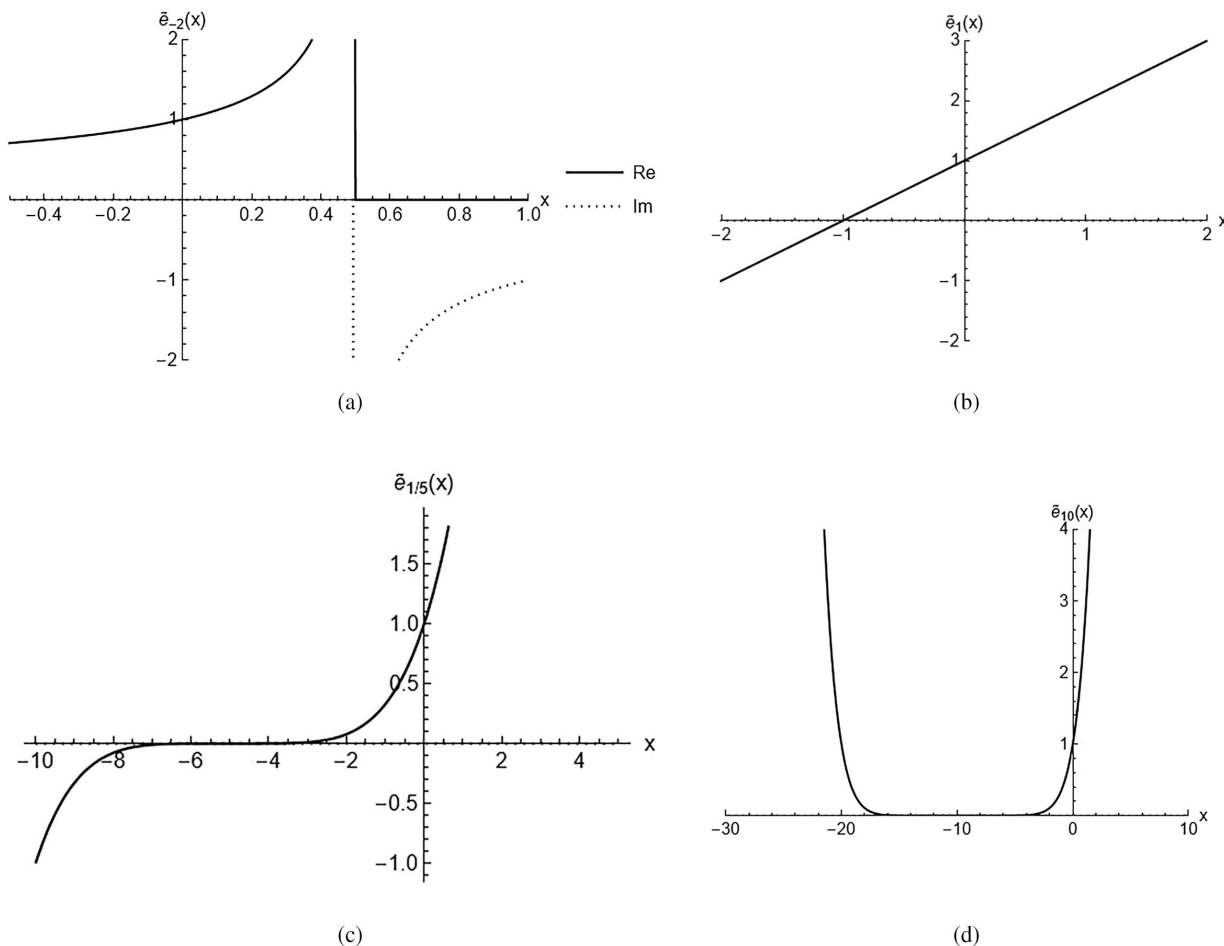 ẽ₋₂(x)
2
1
−0.4 −0.2 0.2 0.4 0.6 0.8 1.0 x
−1
−2
Re
Im
(a)
ẽ₁(x)
3
2
1
−2 −1 1 2 x
−1
−2
(b)
ẽ₁/₅(x)
1.5
1.0
0.5
−10 −8 −6 −4 −2 2 4 x
−0.5
−1.0
(c)
ẽ₁₀(x)
4
3
2
1
−30 −20 −10 0 10 x
(d)